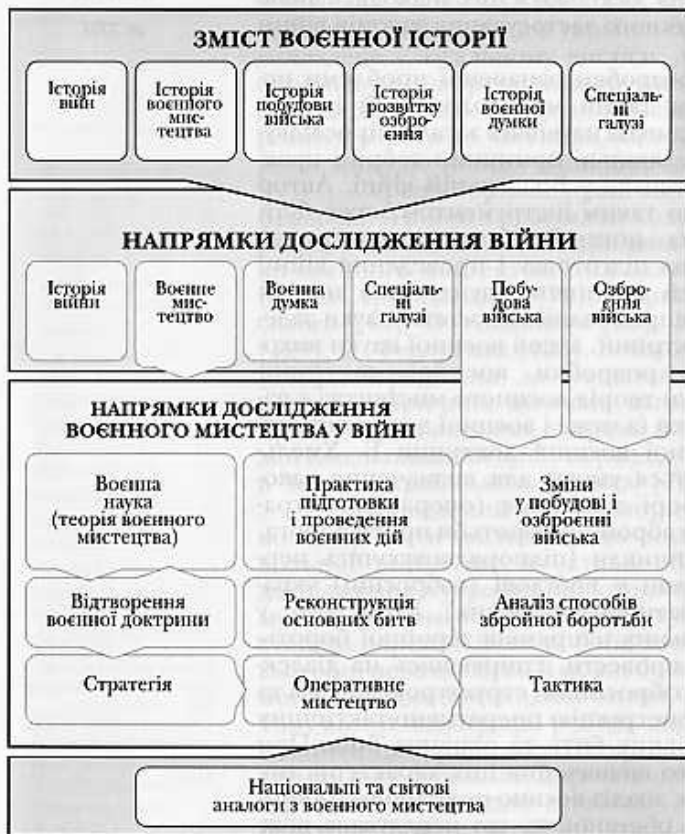 ЗМІСТ ВОЄННОЇ ІСТОРІЇ
Історія
війн
Історія
воєнного
мис-
тецтва
Історія
побудови
війська
Історія
розвітку
озбро-
єння
Історія
воєнної
думки
Спеціаль-
ні
галузі
НАПРЯМКИ ДОСЛІДЖЕННЯ ВІЙНИ
Історія
війни
Воєнне
мис-
тецтво
Воєнна
думка
Спеціаль-
ні
галузі
Побу-
дова
війська
Озбро-
єння
війська
НАПРЯМКИ ДОСЛІДЖЕННЯ
ВОЄННОГО МИСТЕЦТВА У ВІЙНІ
Воєнна
наука
(теорія воєнного
мистецтва)
Практика
підготовки
і проведення
воєнних дій
Зміни
у побудові і
озброєнні
війська
Відтворення
воєнної доктрини
Реконструкція
основних битв
Аналіз способів
збройної боротьби
Стратегія
Оперативне
мистецтво
Тактика
Національні та світові
аналоги з воєнного мистецтва